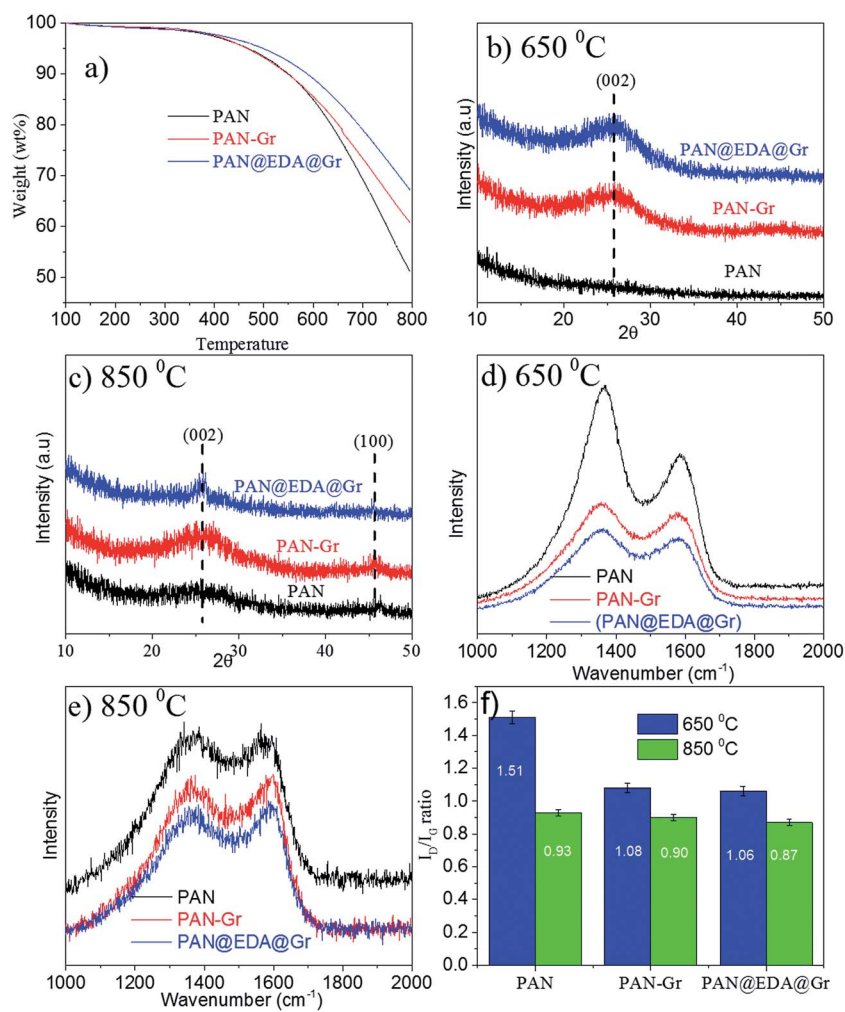 a)
100
90
80
70
60
50
Weight (wt%)
PAN
PAN-Gr
PAN@EDA@Gr
100 200 300 400 500 600 700 800
Temperature
b) 650 ⁰C
(002)
PAN@EDA@Gr
PAN-Gr
PAN
Intensity (a.u)
10 20 30 40 50
2θ
c) 850 ⁰C
(002)
(100)
PAN@EDA@Gr
PAN-Gr
PAN
Intensity (a.u)
10 20 30 40 50
2θ
d) 650 ⁰C
Intensity
PAN
PAN-Gr
(PAN@EDA@Gr)
1000 1200 1400 1600 1800 2000
Wavenumber (cm⁻¹)
e) 850 ⁰C
Intensity
PAN
PAN-Gr
PAN@EDA@Gr
1000 1200 1400 1600 1800 2000
Wavenumber (cm⁻¹)
f)
650 ⁰C
850 ⁰C
1.6
1.4
1.2
1.0
0.8
0.6
0.4
0.2
0.0
I_D/I_G ratio
1.51
0.93
1.08
0.90
1.06
0.87
PAN PAN-Gr PAN@EDA@Gr